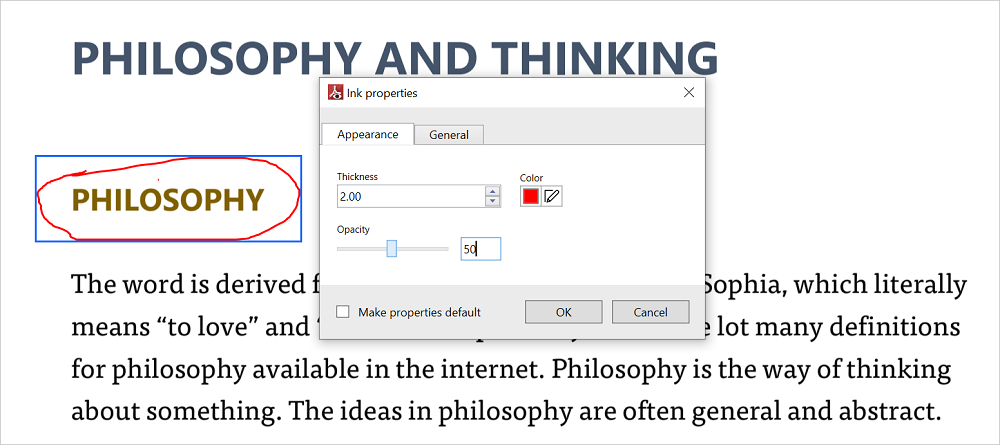 PHILOSOPHY AND THINKING
Ink properties
Appearance General
Thickness Color
2.00
Opacity
50
Make properties default OK Cancel
PHILOSOPHY
The word is derived Sophia, which literally
means “to love” and lot many definitions
for philosophy available in the internet. Philosophy is the way of thinking
about something. The ideas in philosophy are often general and abstract.